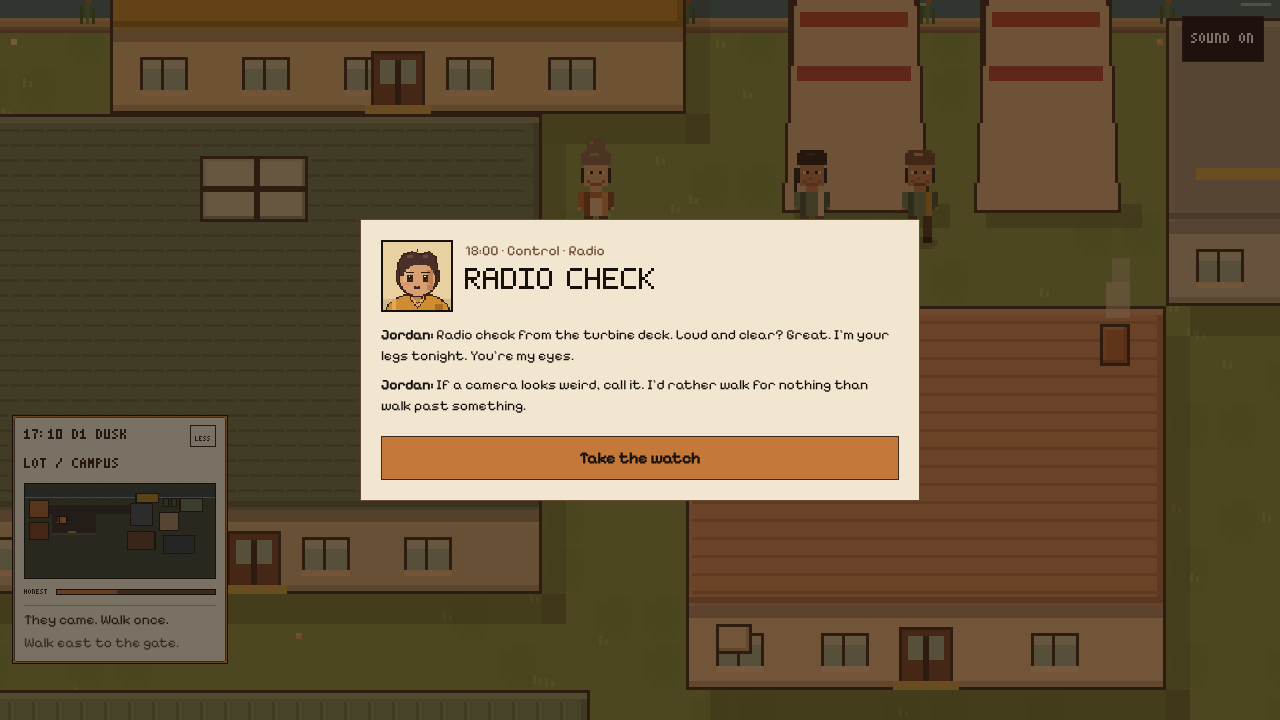 SOUND ON
18:00 · Control · Radio
RADIO CHECK
Jordan: Radio check from the turbine deck. Loud and clear? Great. I'm your
legs tonight. You're my eyes.
Jordan: If a camera looks weird, call it. I'd rather walk for nothing than
walk past something.
Take the watch
17:10 D1 DUSK
LESS
LOT / CAMPUS
HONEST
They came. Walk once.
Walk east to the gate.